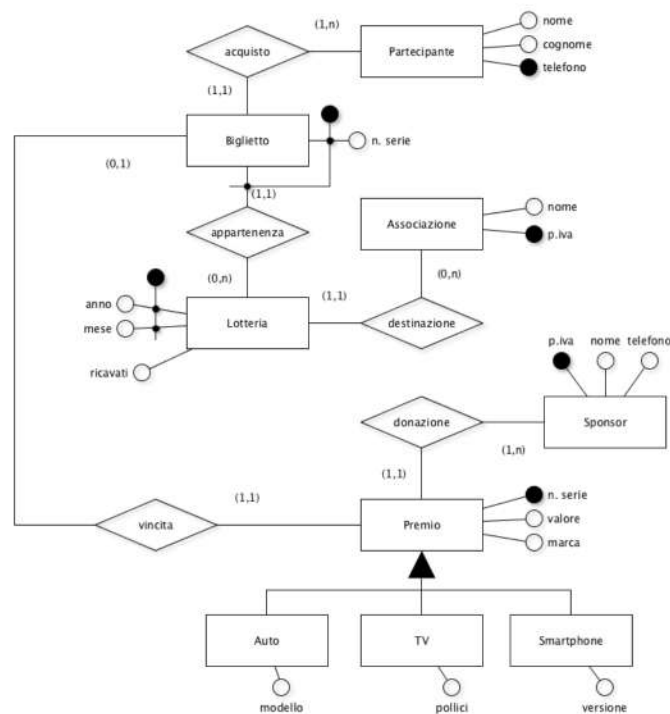 nome
(1,n)
acquisto
Partecipante
cognome
telefono
(1,1)
Biglietto
n. serie
(0,1)
(1,1)
nome
appartenenza
Associazione
p.iva
(0,n)
(0,n)
anno
(1,1)
Lotteria
destinazione
mese
p.iva
nome
telefono
ricavati
donazione
Sponsor
(1,n)
(1,1)
(1,1)
n. serie
vincita
Premio
valore
marca
Auto
TV
Smartphone
modello
pollici
versione